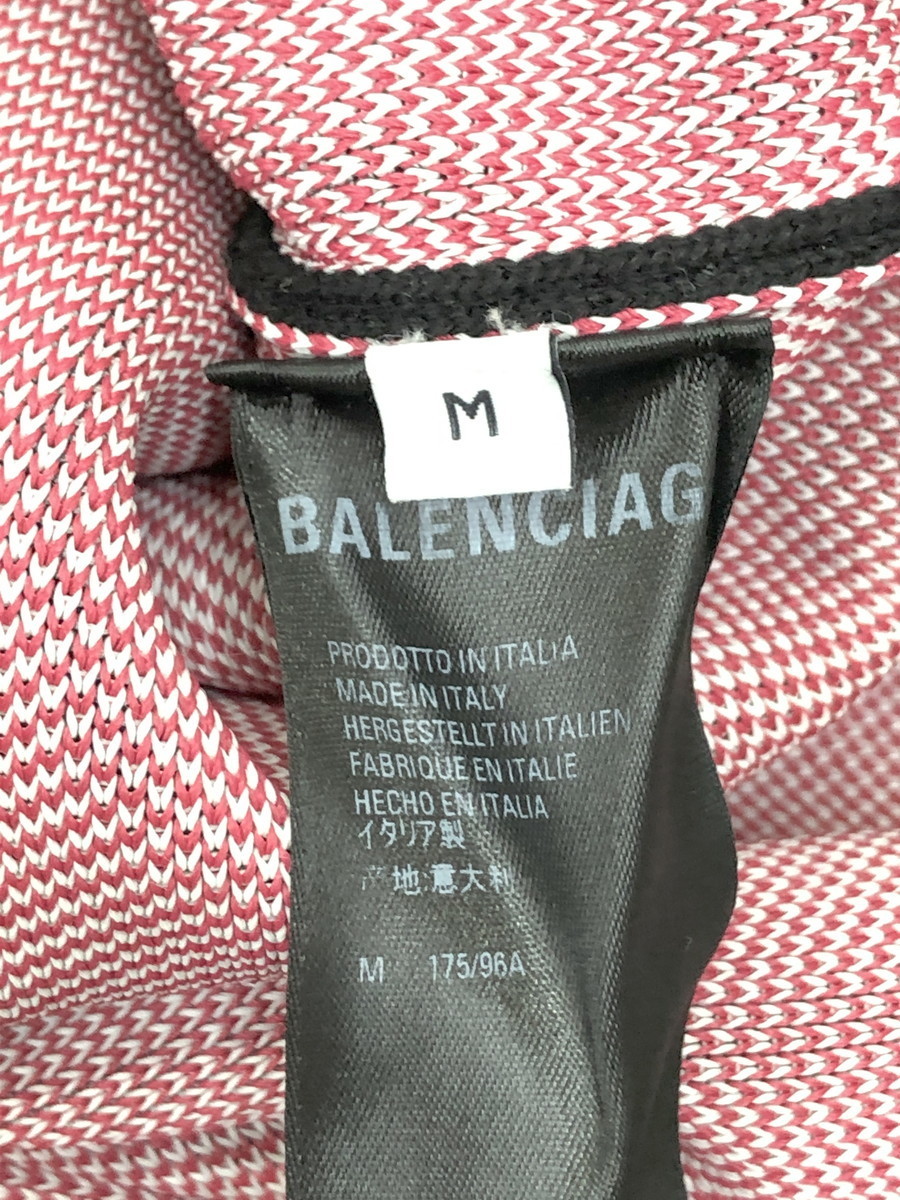 M
BALENCIAG
PRODOTTO IN ITALIA
MADE IN ITALY
HERGESTELLT IN ITALIEN
FABRIQUE EN ITALIE
HECHO EN ITALIA
イタリア製
产地:意大利
M 175/96A